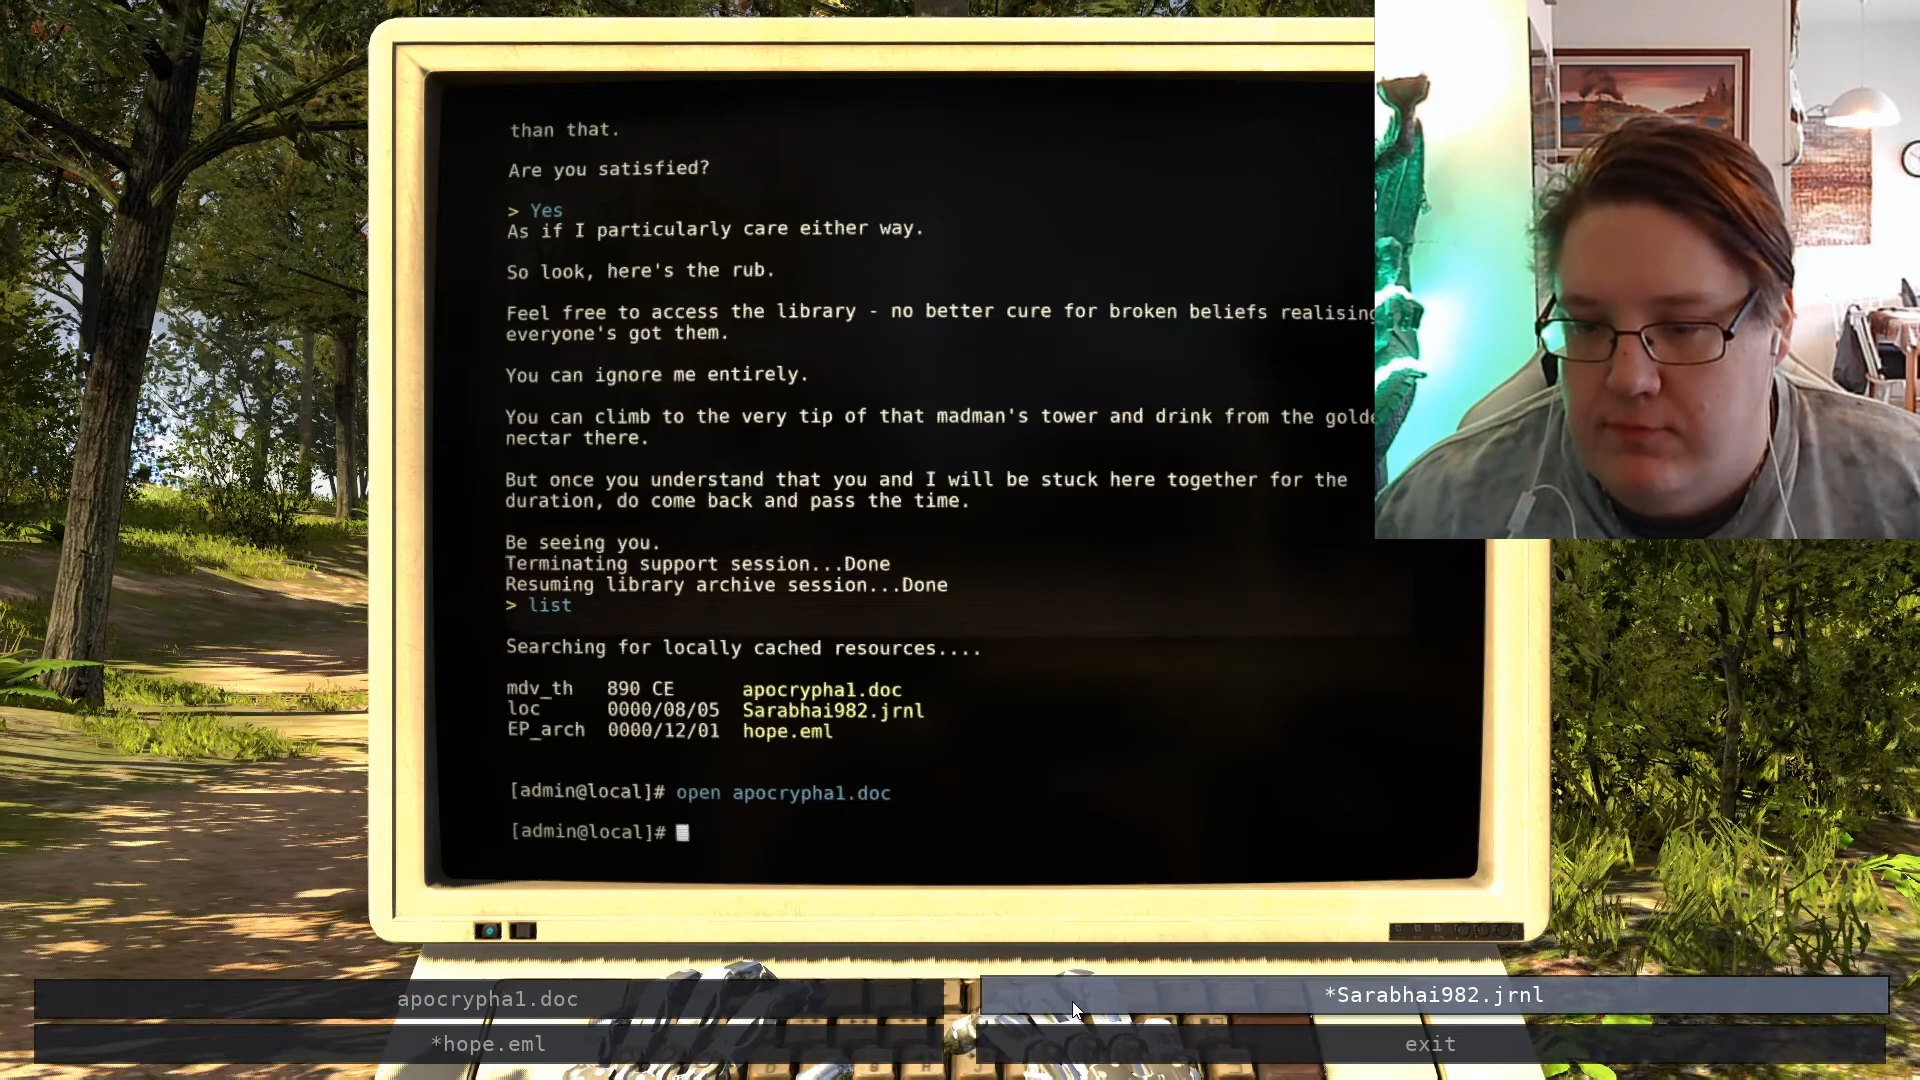 than that.
Are you satisfied?
> Yes
As if I particularly care either way.
So look, here's the rub.
Feel free to access the library - no better cure for broken beliefs realising
everyone's got them.
You can ignore me entirely.
You can climb to the very tip of that madman's tower and drink from the golde
nectar there.
But once you understand that you and I will be stuck here together for the
duration, do come back and pass the time.
Be seeing you.
Terminating support session...Done
Resuming library archive session...Done
> list
Searching for locally cached resources....
mdv_th 890 CE apocrypha1.doc
loc 0000/08/05 Sarabhai982.jrnl
EP_arch 0000/12/01 hope.eml
[admin@local]# open apocrypha1.doc
[admin@local]#
apocrypha1.doc
*Sarabhai982.jrnl
*hope.eml
exit